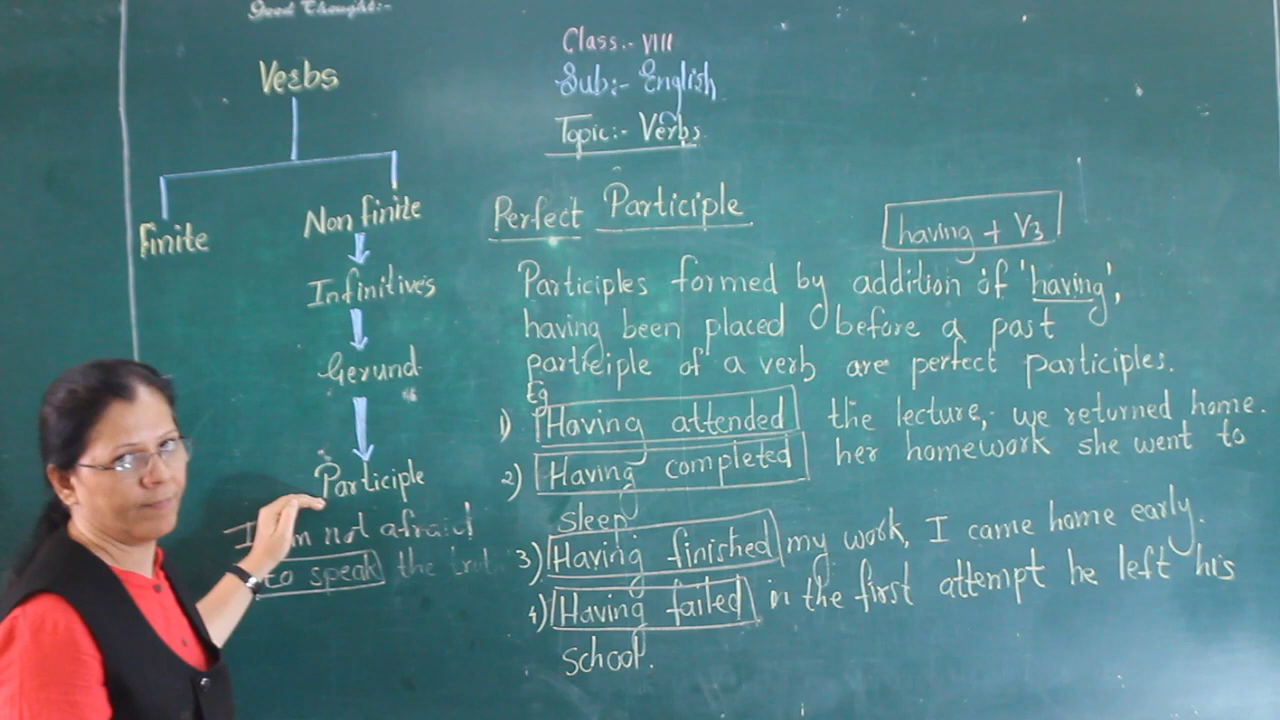 Good Thought:-
Class:- VIII
Sub:- English
Topic:- Verbs
Verbs
Finite
Non finite
Infinitives
Gerund
Participle
I am not afraid
to speak the
Perfect Participle
having + V3
Participles formed by addition of 'having',
having been placed before a past
participle of a verb are perfect participles.
Eg
1) Having attended the lecture, we returned home.
2) Having completed her homework she went to
sleep
3) Having finished my work, I came home early.
4) Having failed in the first attempt he left his
school.